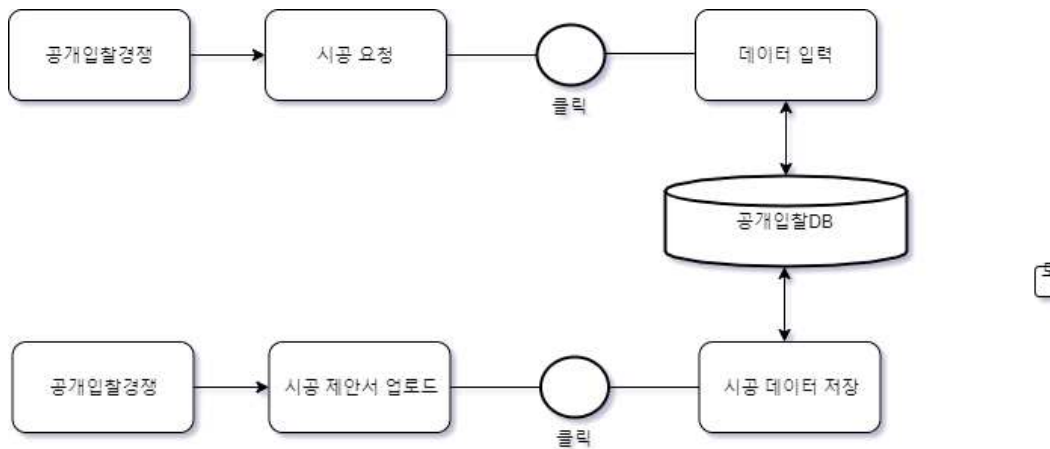 공개입찰경쟁
시공 요청
클릭
데이터 입력
공개입찰DB
공개입찰경쟁
시공 제안서 업로드
클릭
시공 데이터 저장